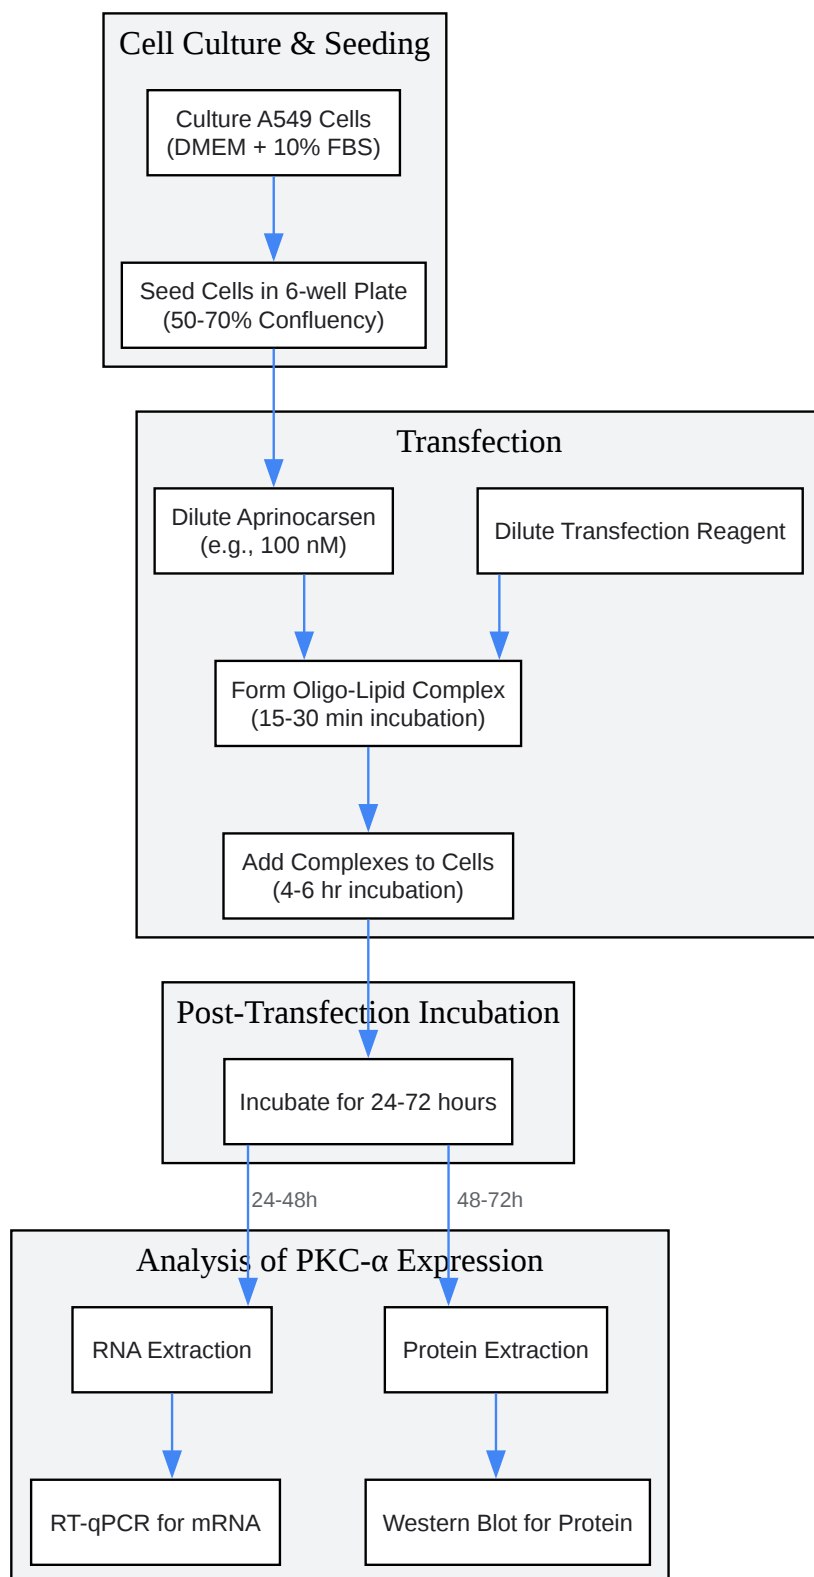 Cell Culture & Seeding
Culture A549 Cells
(DMEM + 10% FBS)
Seed Cells in 6-well Plate
(50-70% Confluency)
Transfection
Dilute Aprinocarsen
(e.g., 100 nM)
Dilute Transfection Reagent
Form Oligo-Lipid Complex
(15-30 min incubation)
Add Complexes to Cells
(4-6 hr incubation)
Post-Transfection Incubation
Incubate for 24-72 hours
24-48h
48-72h
Analysis of PKC-α Expression
RNA Extraction
Protein Extraction
RT-qPCR for mRNA
Western Blot for Protein